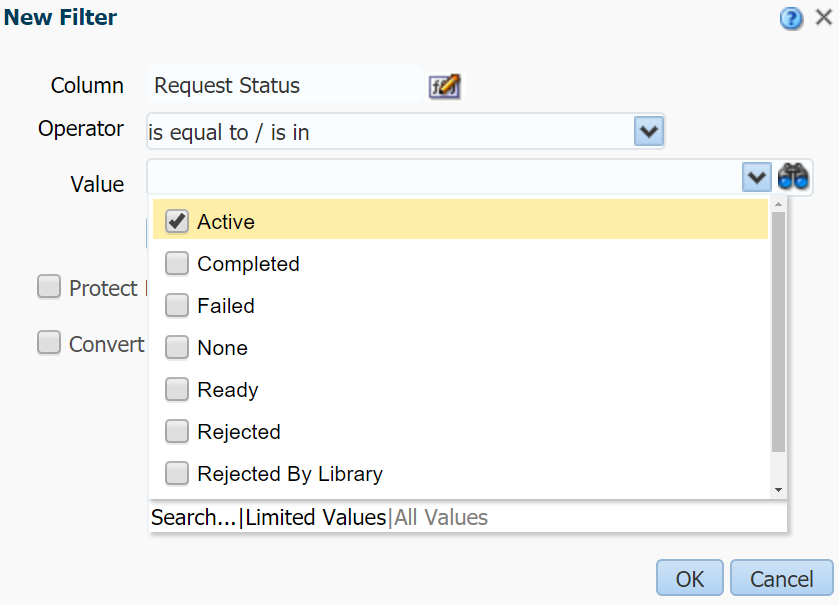 New Filter
Column Request Status
Operator is equal to / is in
Value
Active
Completed
Protect
Failed
None
Convert
Ready
Rejected
Rejected By Library
Search...|Limited Values|All Values
OK Cancel